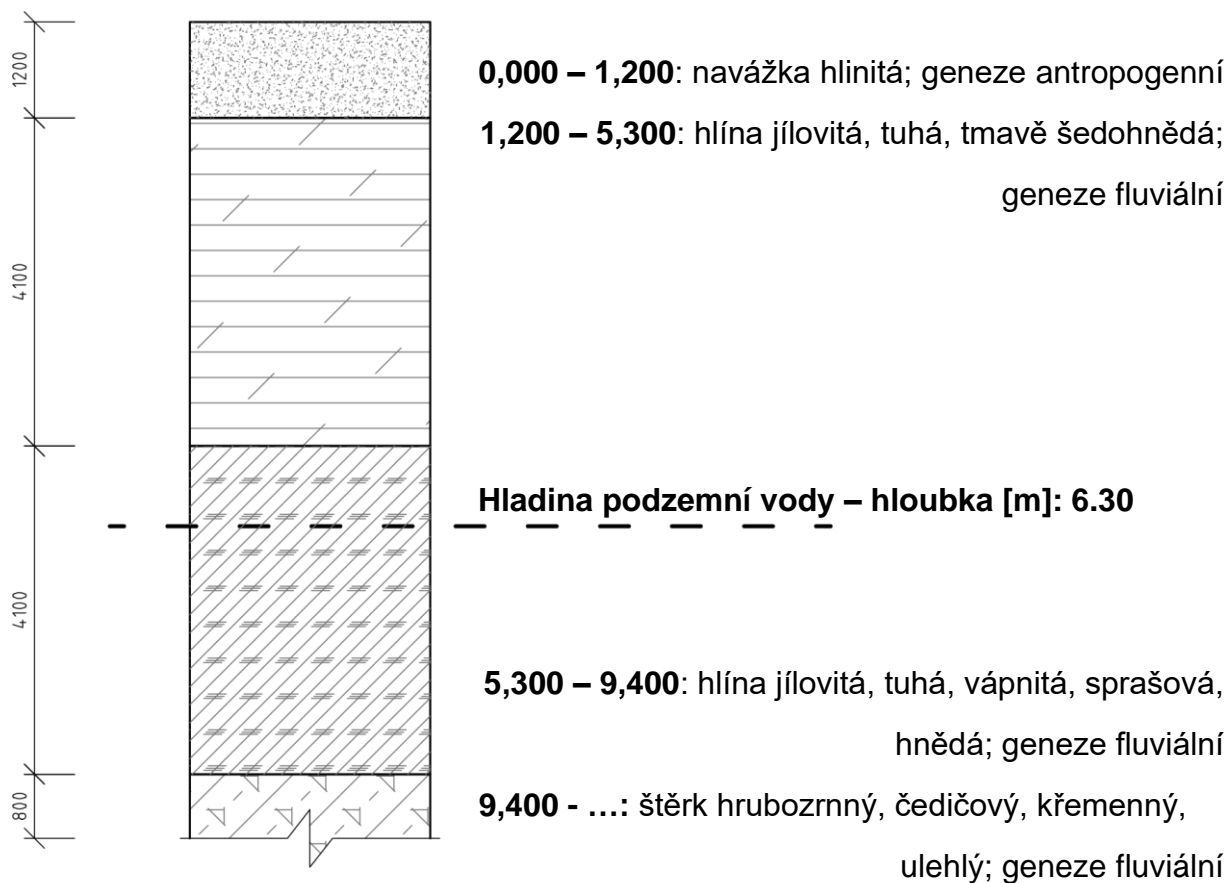 1200
0,000 – 1,200: navážka hlinitá; geneze antropogenní
1,200 – 5,300: hlína jílovitá, tuhá, tmavě šedohnědá;
geneze fluviální
4100
Hladina podzemní vody – hloubka [m]: 6.30
4100
5,300 – 9,400: hlína jílovitá, tuhá, vápnitá, sprašová,
hnědá; geneze fluviální
800
9,400 - …: štěrk hrubozrnný, čedičový, křemenný,
ulehlý; geneze fluviální